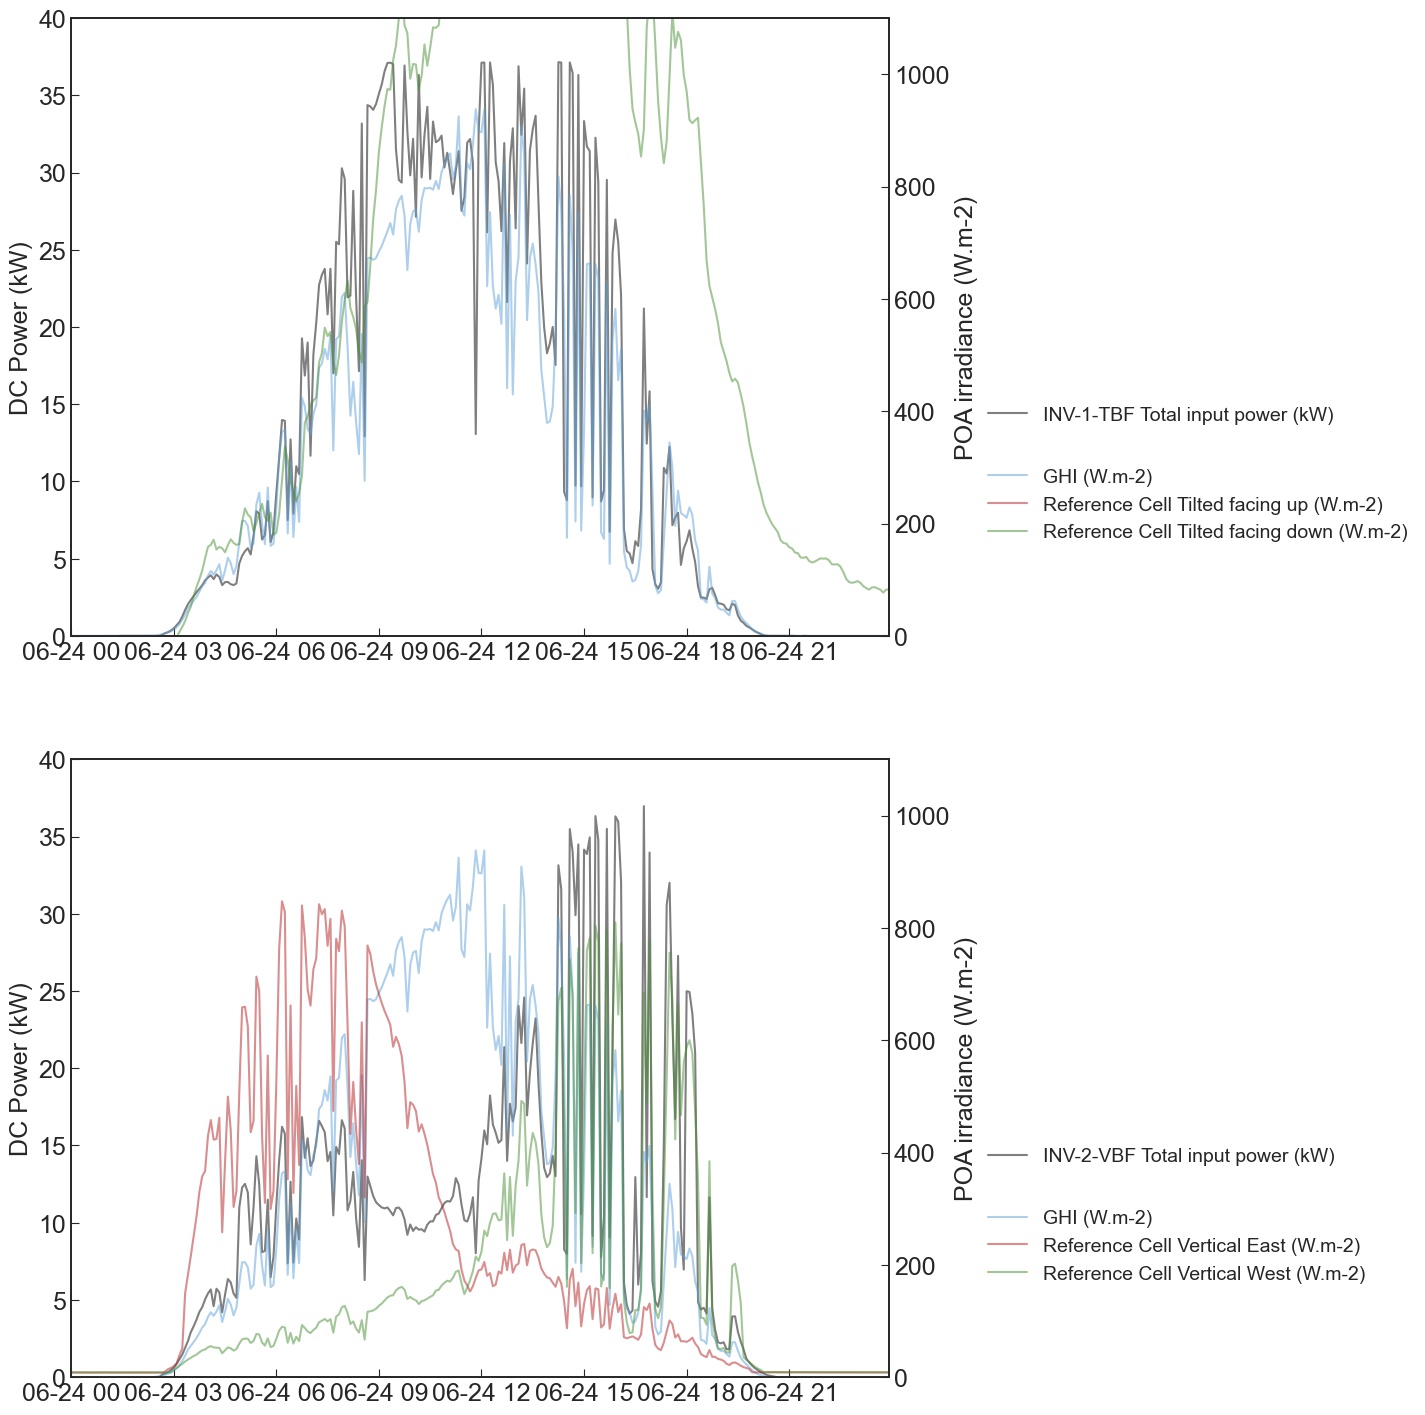 40
35
30
25
20
15
10
5
0
DC Power (kW)
1000
800
600
400
200
0
POA irradiance (W.m-2)
06-24 00 06-24 03 06-24 06 06-24 09 06-24 12 06-24 15 06-24 18 06-24 21
INV-1-TBF Total input power (kW)
GHI (W.m-2)
Reference Cell Tilted facing up (W.m-2)
Reference Cell Tilted facing down (W.m-2)
40
35
30
25
20
15
10
5
0
DC Power (kW)
1000
800
600
400
200
0
POA irradiance (W.m-2)
06-24 00 06-24 03 06-24 06 06-24 09 06-24 12 06-24 15 06-24 18 06-24 21
INV-2-VBF Total input power (kW)
GHI (W.m-2)
Reference Cell Vertical East (W.m-2)
Reference Cell Vertical West (W.m-2)